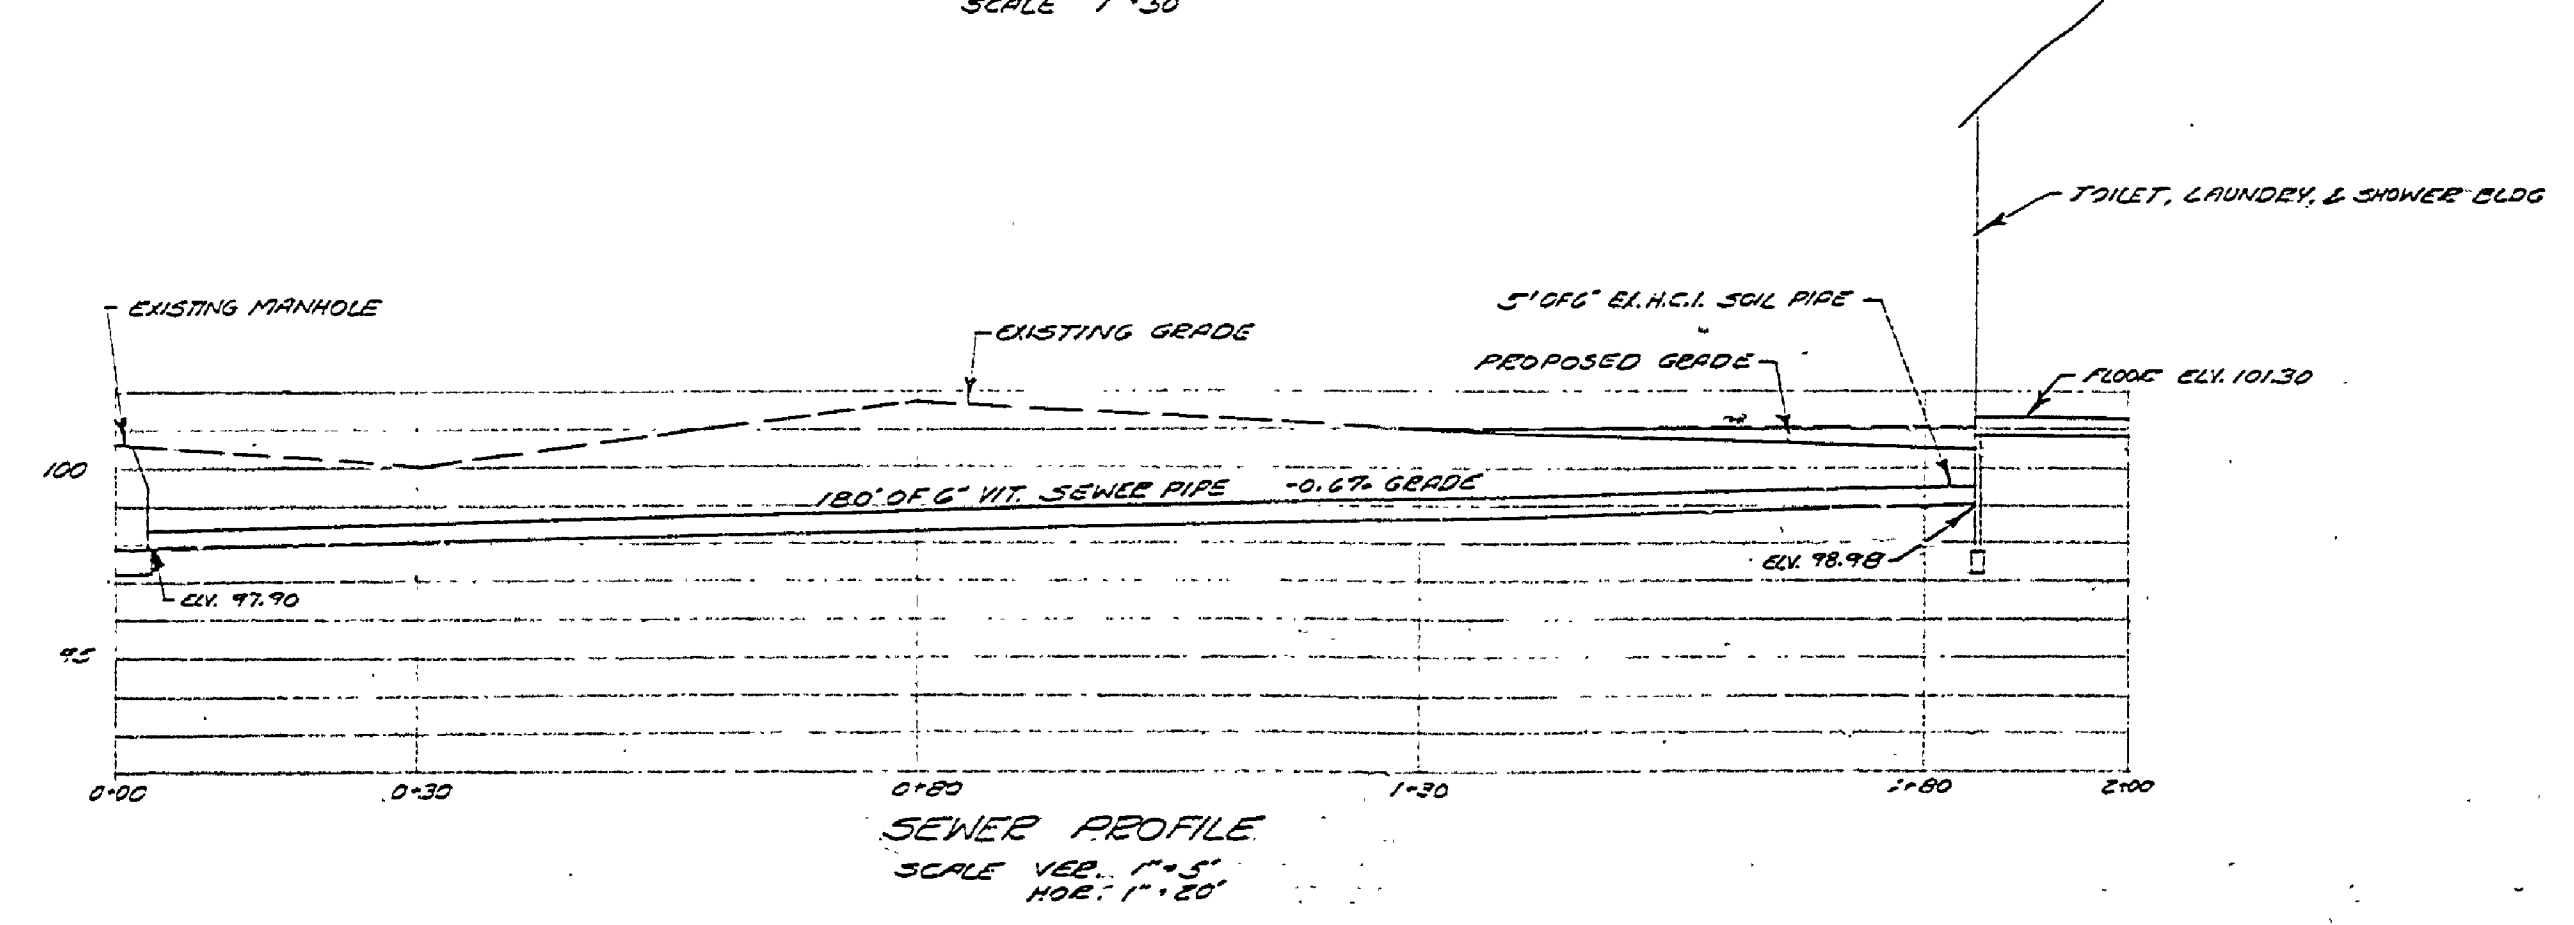 SCALE 1"=30'
TOILET, LAUNDRY, & SHOWER BLDG
EXISTING MANHOLE
5' OF 6" EX.H.C.I. SOIL PIPE
EXISTING GRADE
PROPOSED GRADE
FLOOR ELV. 101.30
100
180' OF 6" VIT. SEWER PIPE -0.6% GRADE
ELV. 98.98
ELV. 97.90
95
0+00
0+30
0+80
1+30
1+80
2+00
SEWER PROFILE
SCALE VER. 1"=5'
HOR. 1"=20'